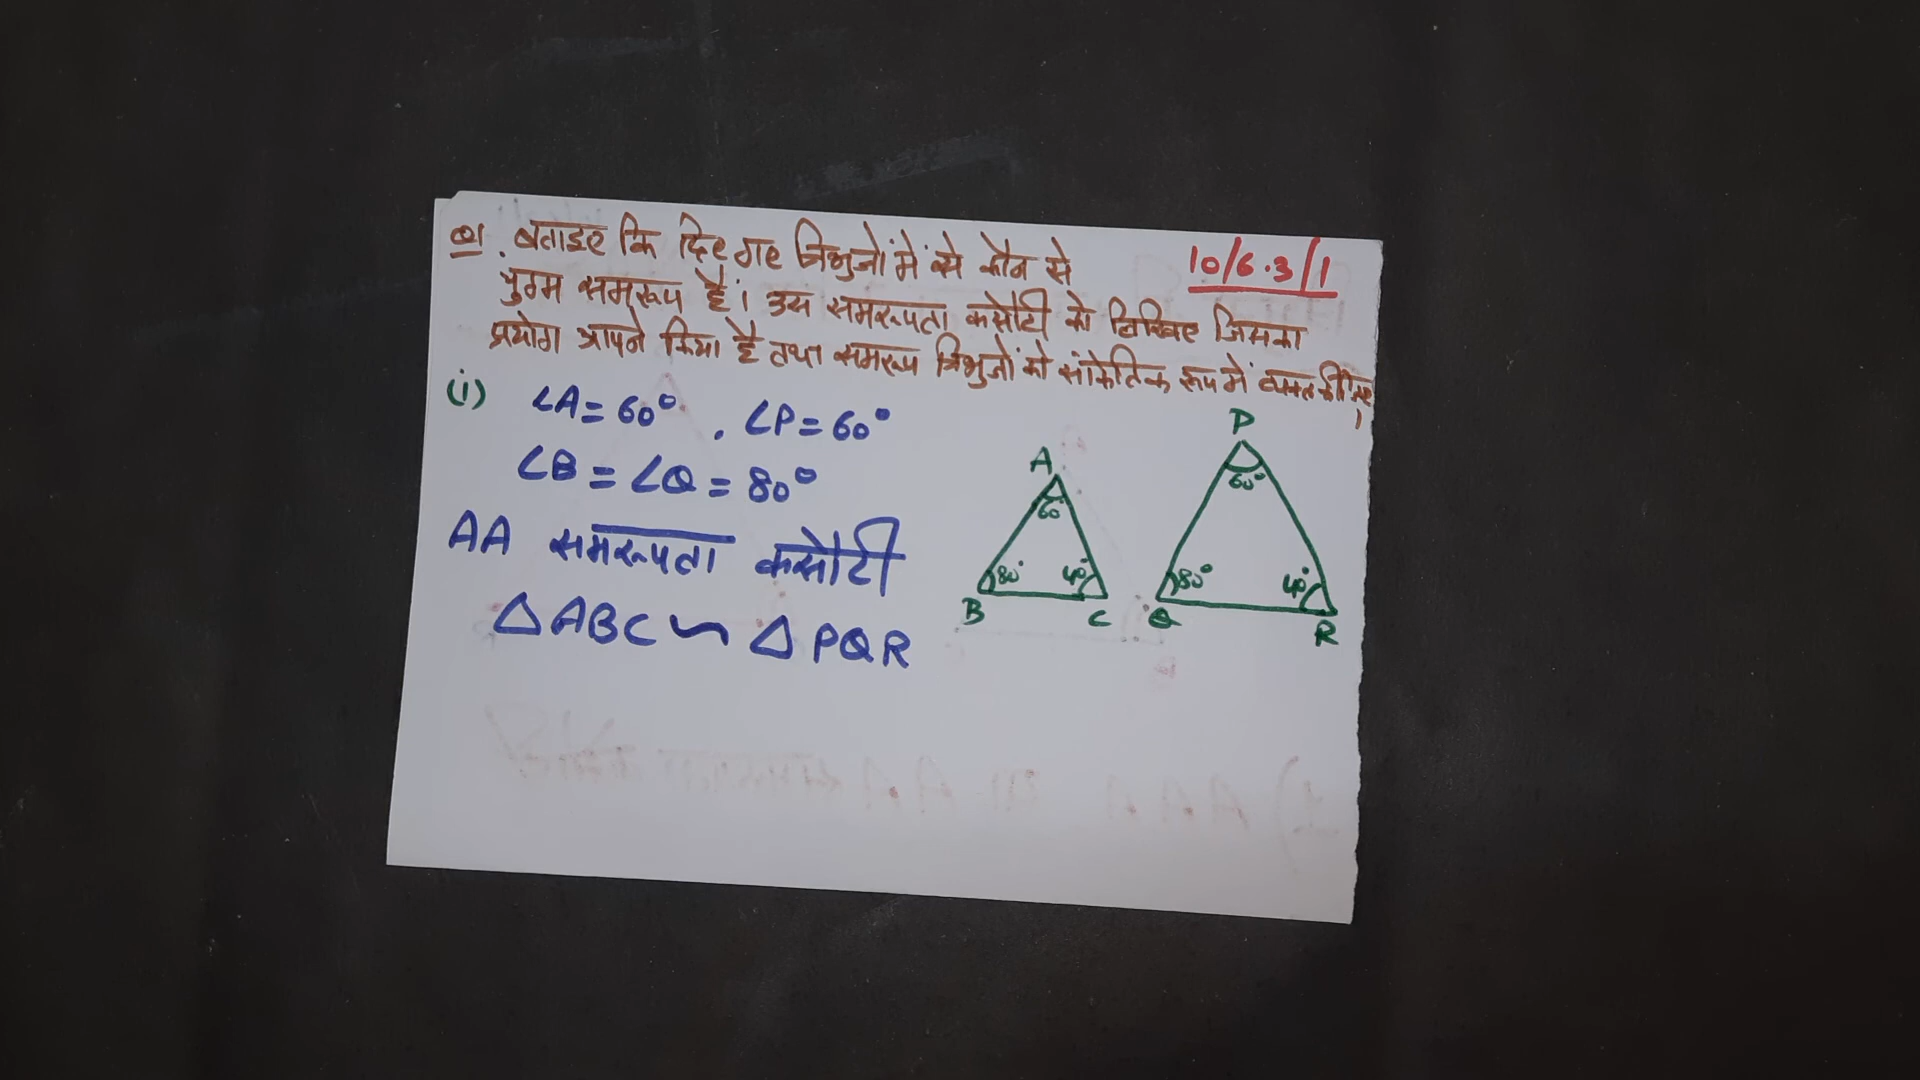 Q1. बताइए कि दिए गए त्रिभुजों में से कौन से
10/6.3/1
युग्म समरूप हैं। उस समरूपता कसौटी को लिखिए जिसका
प्रयोग आपने किया है तथा समरूप त्रिभुजों को सांकेतिक रूप में व्यक्त कीजिए।
(i) ∠A = 60° , ∠P = 60°
∠B = ∠Q = 80°
AA समरूपता कसौटी
△ABC ~ △PQR
A
60°
80°
40°
B
C
P
60°
80°
40°
Q
R